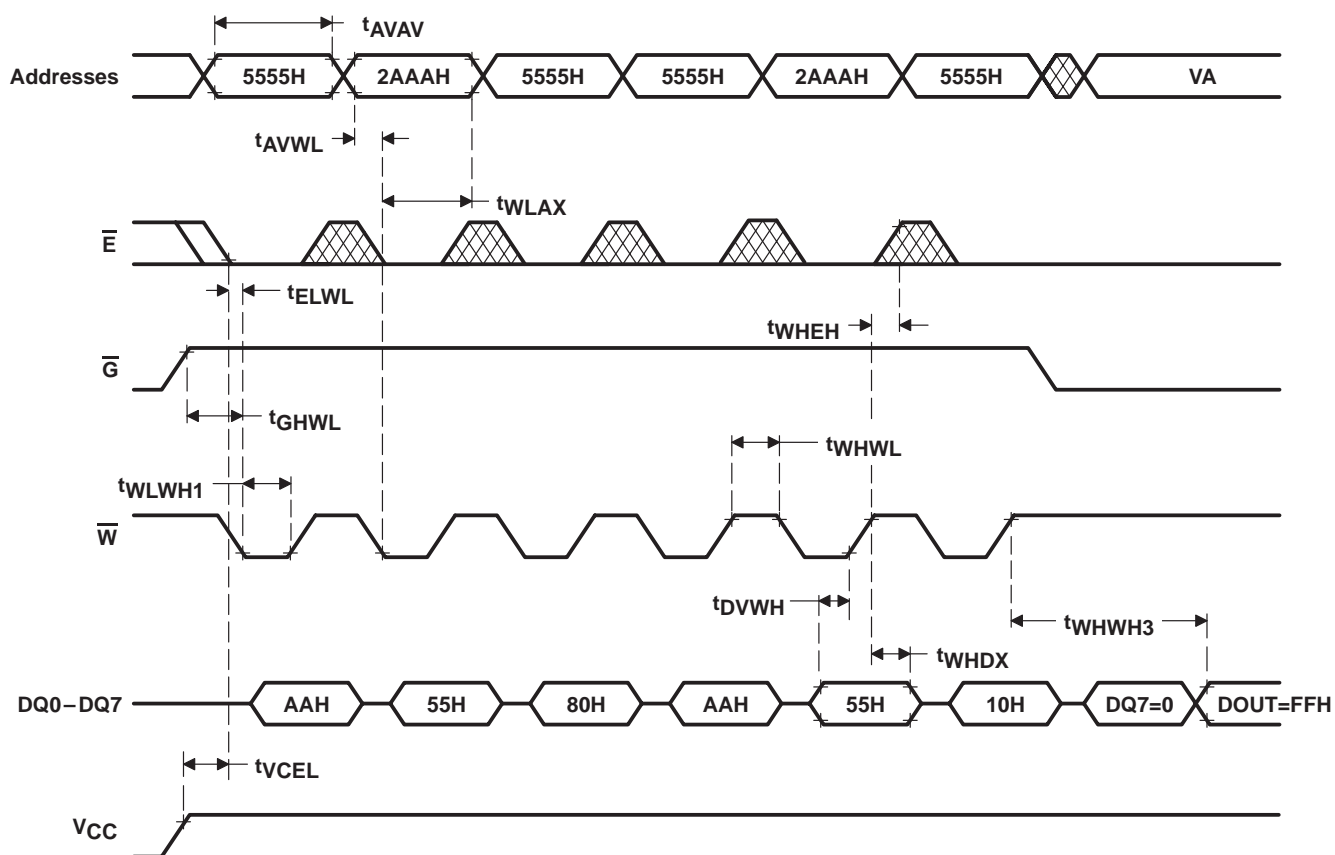 tAVAV
Addresses 5555H 2AAAH 5555H 5555H 2AAAH 5555H VA
tAVWL
tWLAX
E
tELWL
tWHEH
G
tGHWL
tWHWL
tWLWH1
W
tDVWH
tWHWH3
tWHDX
DQ0–DQ7 AAH 55H 80H AAH 55H 10H DQ7=0 DOUT=FFH
tVCEL
VCC